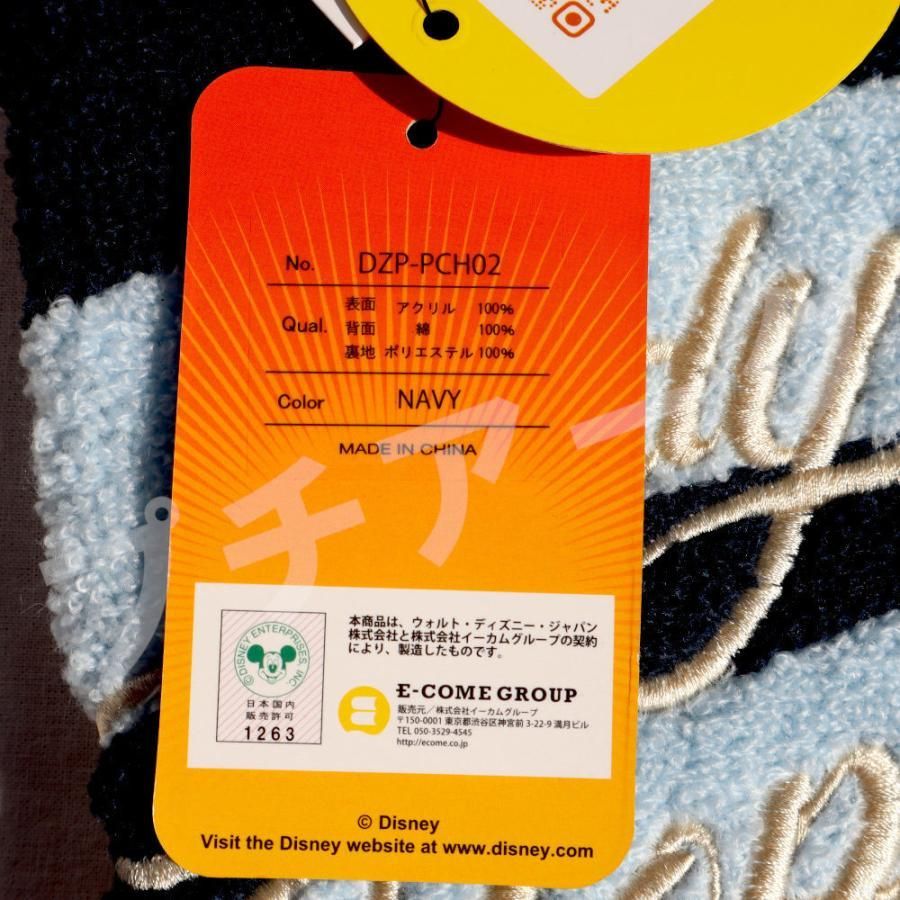 No. DZP-PCH02
Qual. 表面 アクリル 100%
背面 綿 100%
裏地 ポリエステル 100%
Color NAVY
MADE IN CHINA
プチアー
©DISNEY ENTERPRISES, INC.
日本国内
販売許可
1263
本商品は、ウォルト・ディズニー・ジャパン
株式会社と株式会社イーカムグループの契約
により、製造したものです。
E-COME GROUP
販売元／株式会社イーカムグループ
〒150-0001 東京都渋谷区神宮前 3-22-9 満月ビル
TEL 050-3529-4545
http://ecome.co.jp
© Disney
Visit the Disney website at www.disney.com